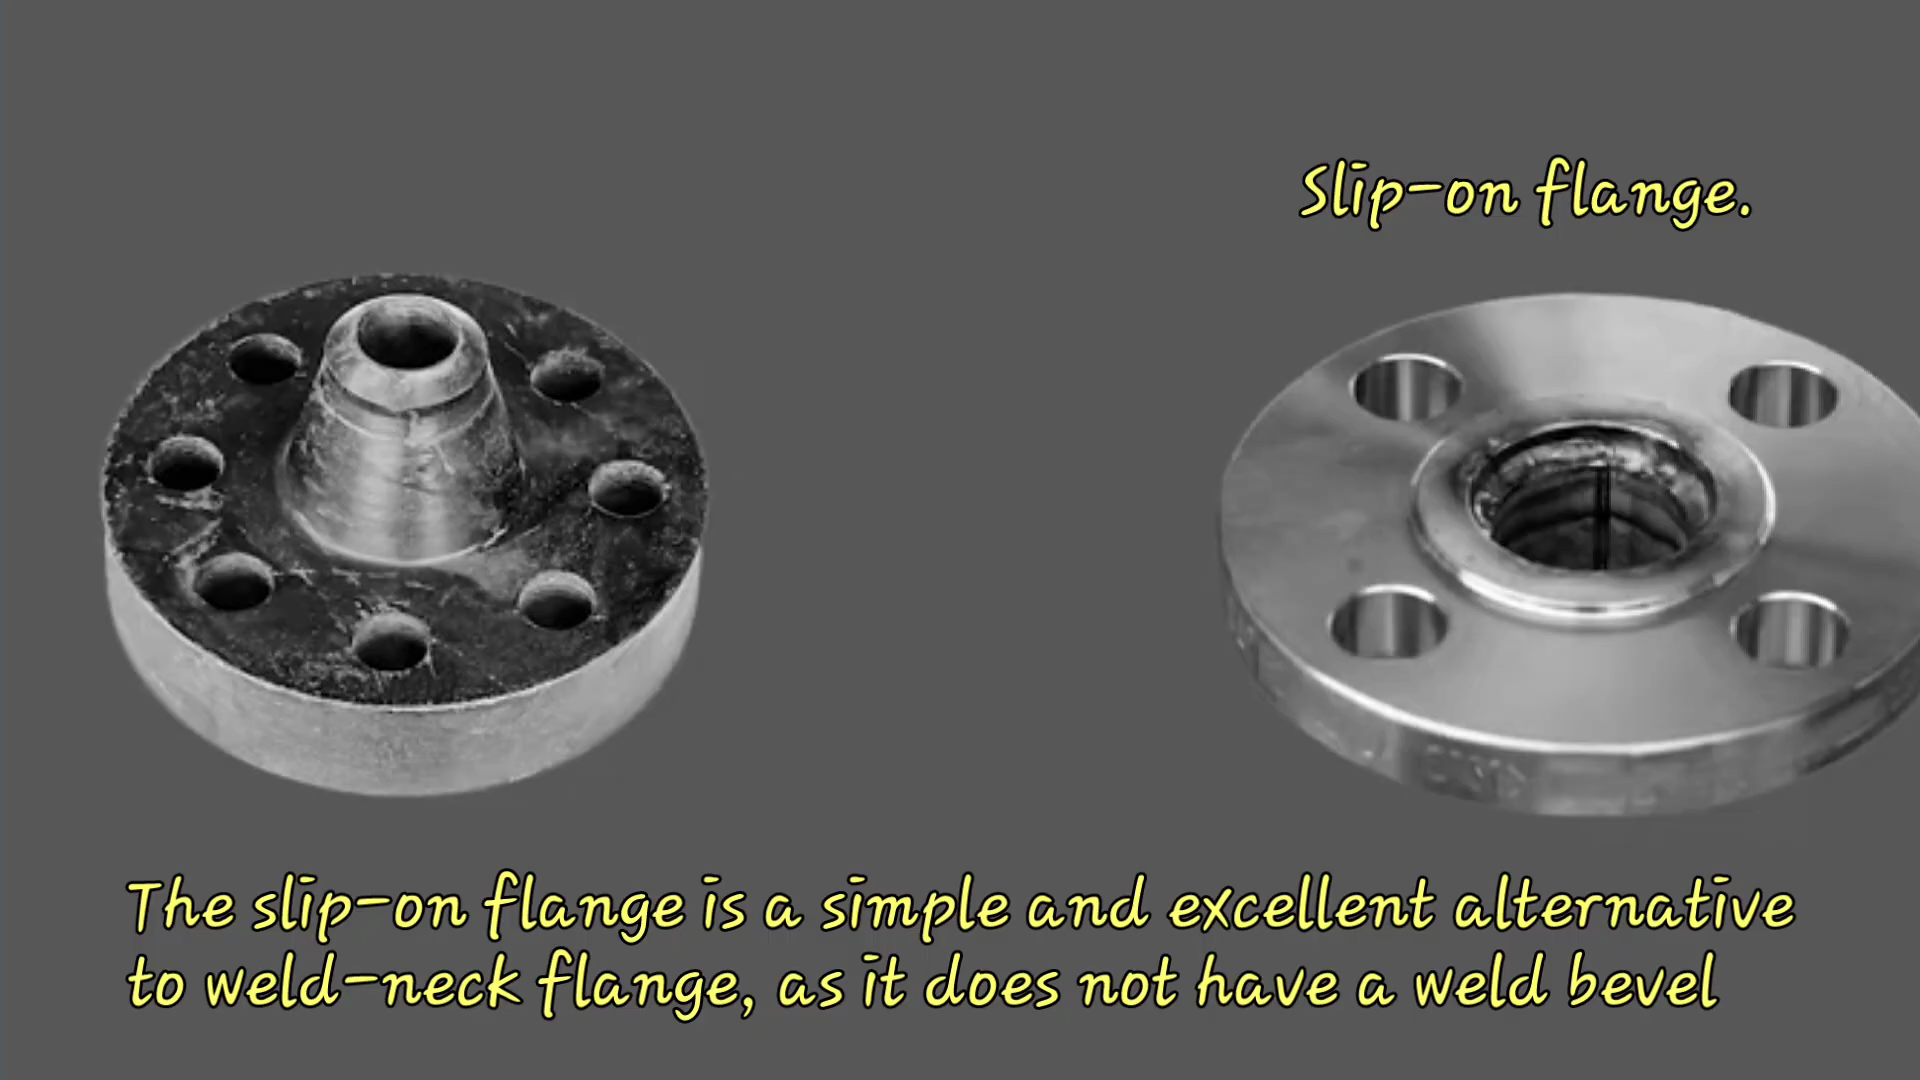 Slip-on flange.
The slip-on flange is a simple and excellent alternative
to weld-neck flange, as it does not have a weld bevel